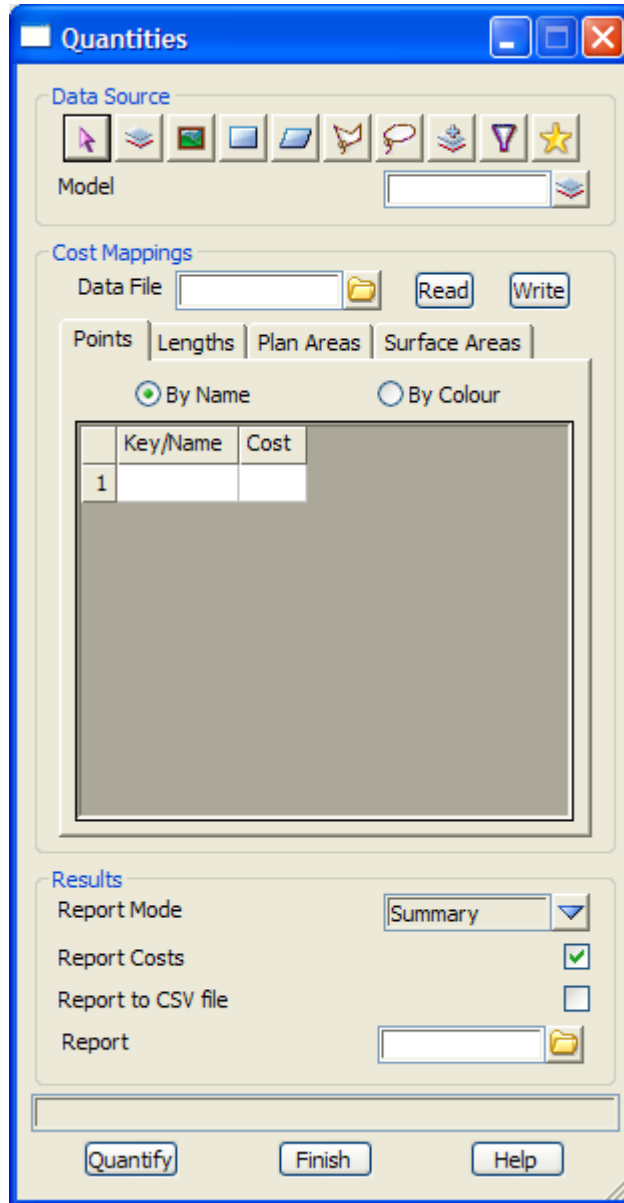 Quantities
Data Source
Model
Cost Mappings
Data File Read Write
Points Lengths Plan Areas Surface Areas
By Name By Colour
Key/Name Cost
1
Results
Report Mode Summary
Report Costs
Report to CSV file
Report
Quantify Finish Help